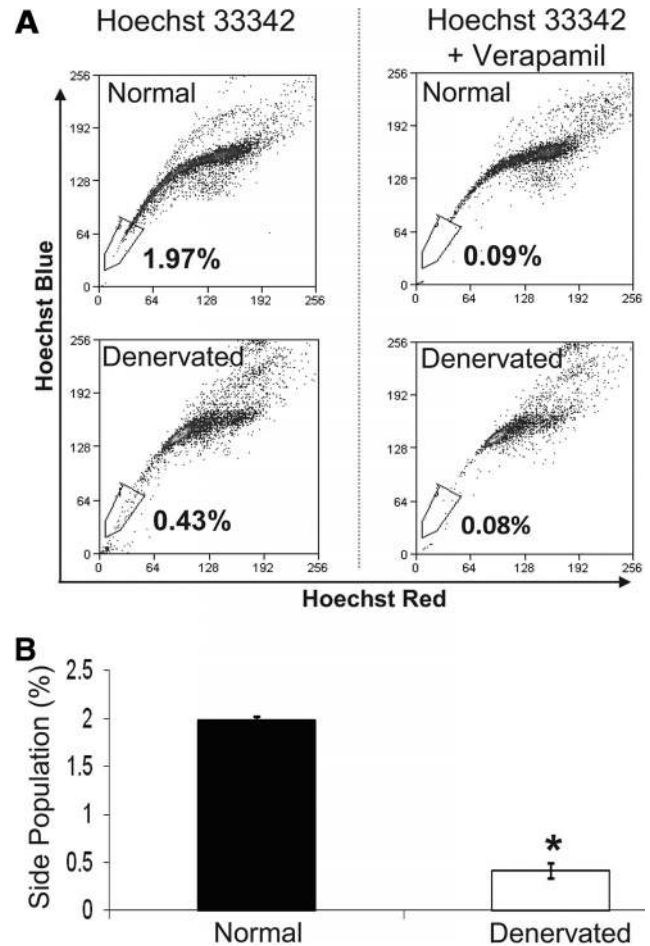 A
Hoechst 33342
Hoechst 33342
+ Verapamil
Hoechst Blue
256
192
128
64
0
Normal
1.97%
0 64 128 192 256
256
192
128
64
0
Normal
0.09%
0 64 128 192 256
256
192
128
64
0
Denervated
0.43%
0 64 128 192 256
256
192
128
64
0
Denervated
0.08%
0 64 128 192 256
Hoechst Red
B
Side Population (%)
2.5
2
1.5
1
0.5
0
*
Normal
Denervated